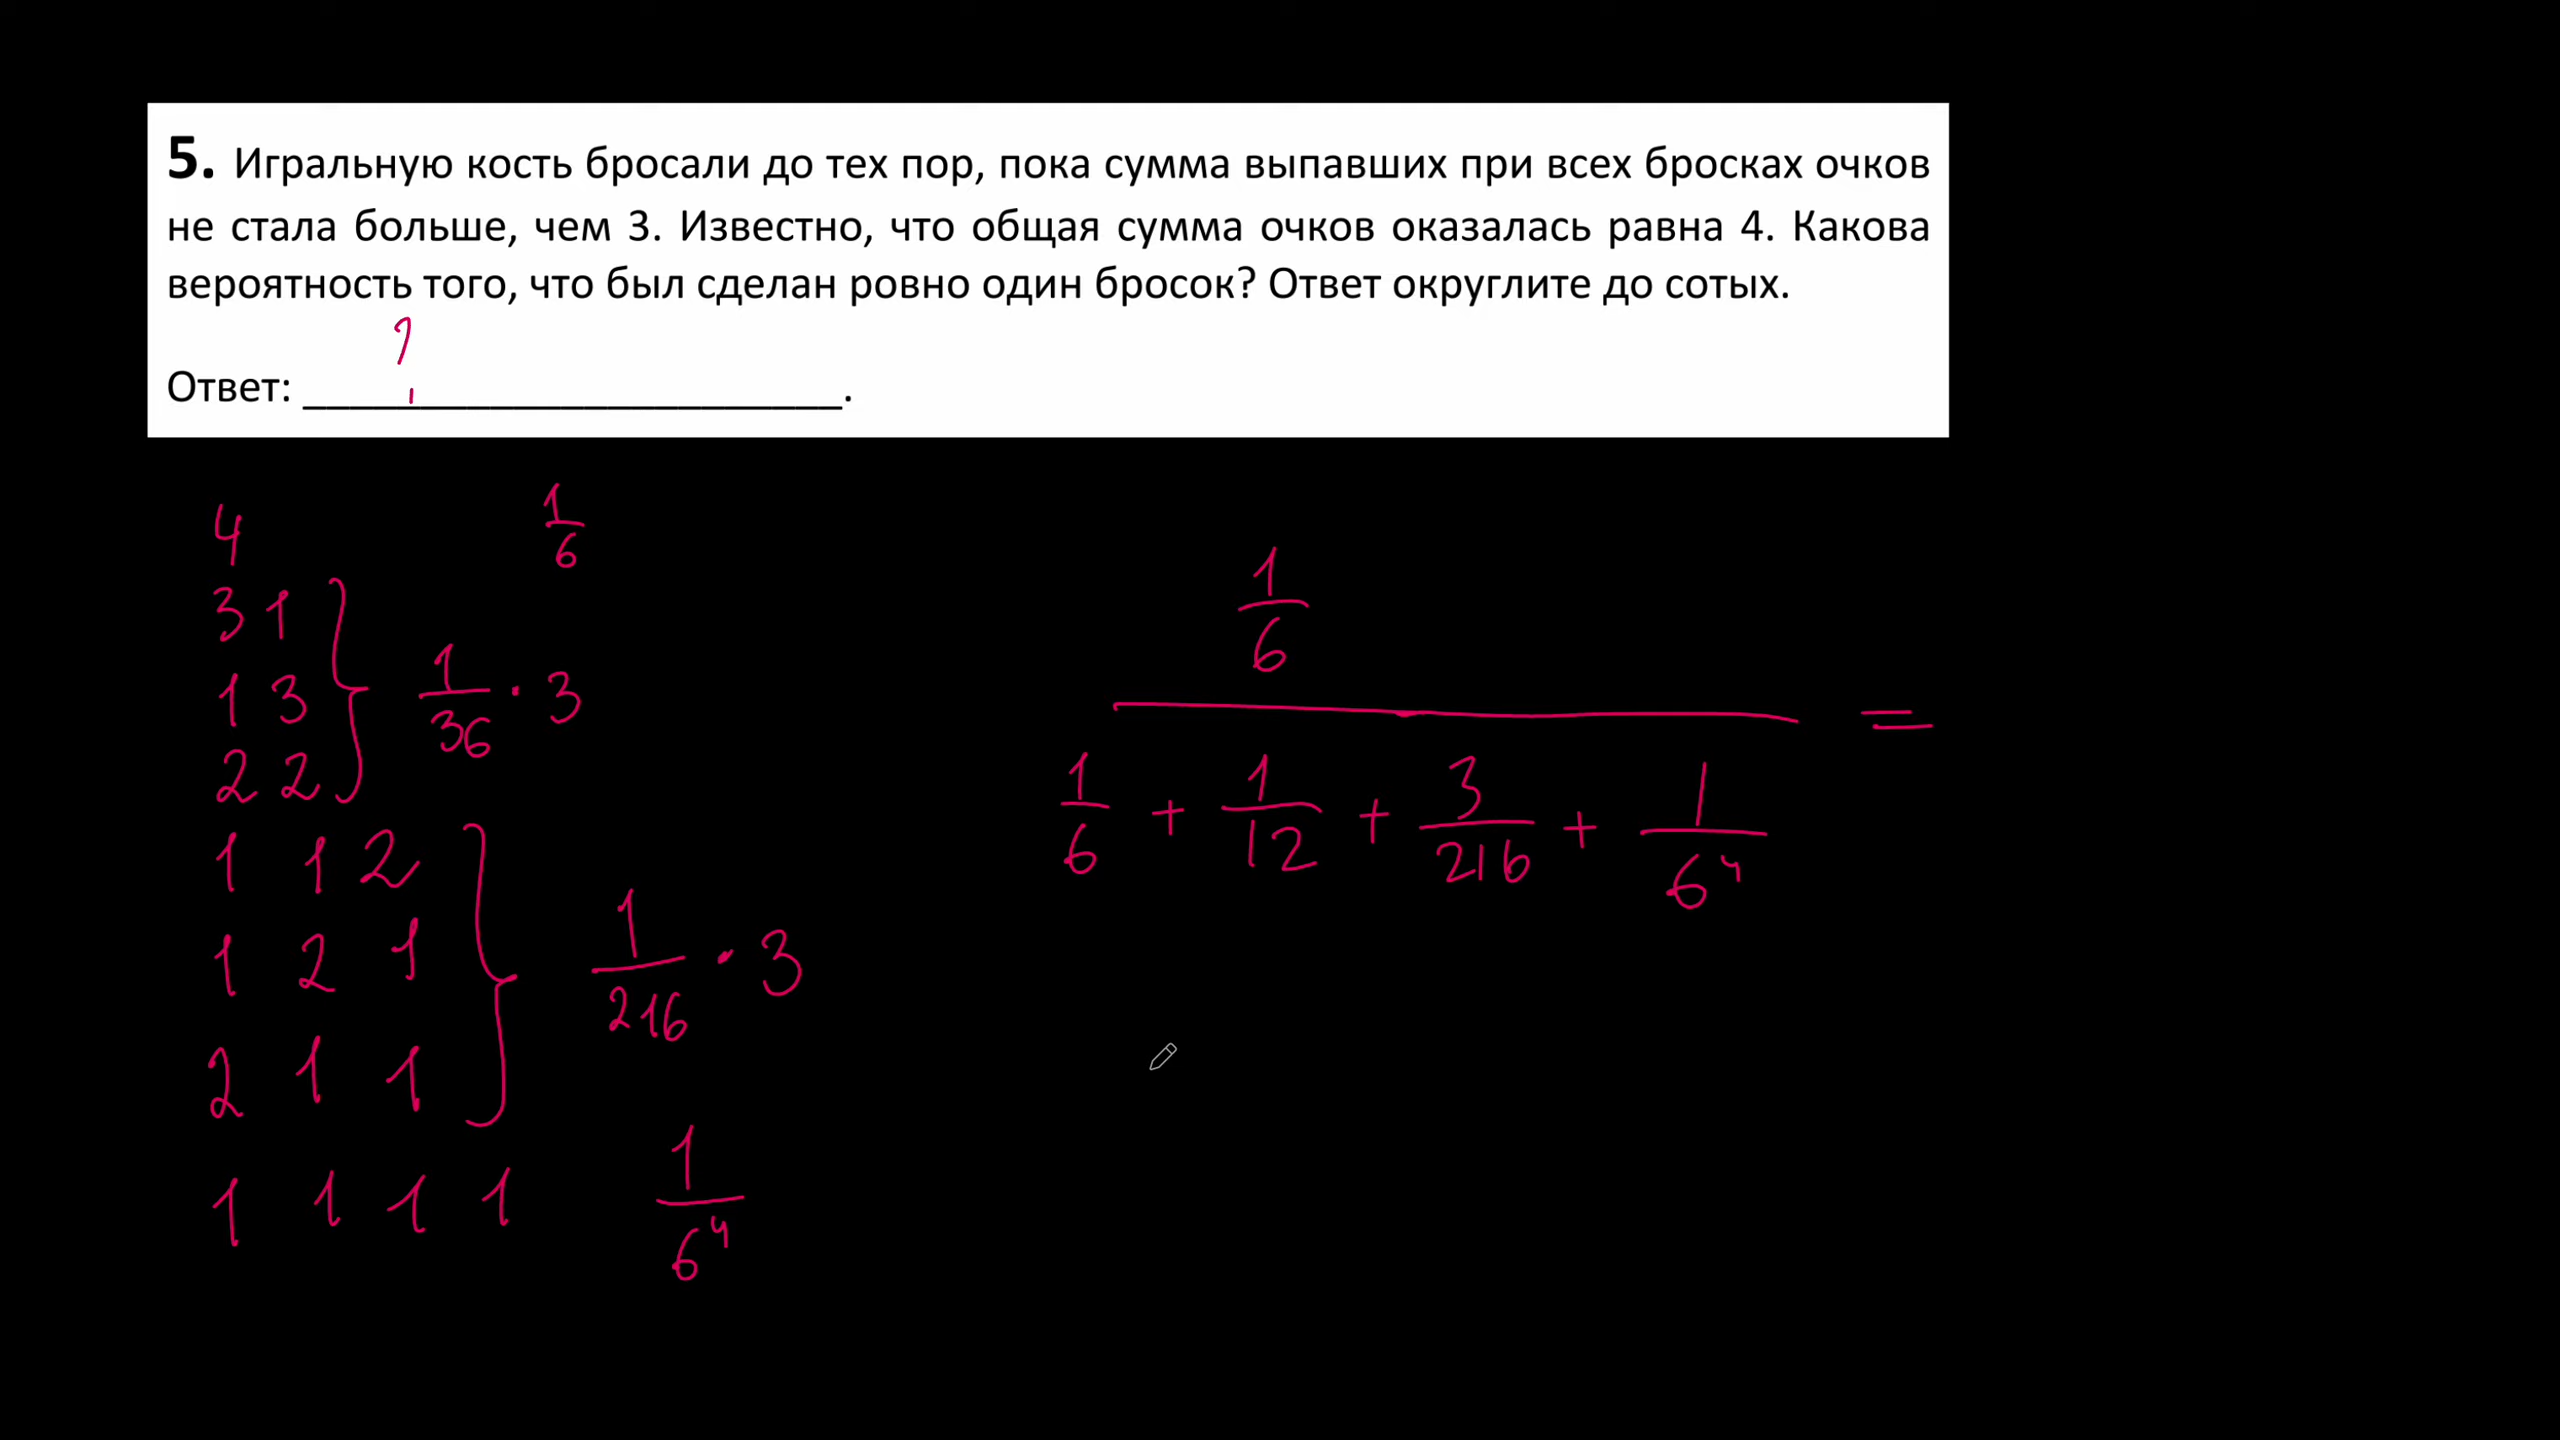 5. Игральную кость бросали до тех пор, пока сумма выпавших при всех бросках очков
не стала больше, чем 3. Известно, что общая сумма очков оказалась равна 4. Какова
вероятность того, что был сделан ровно один бросок? Ответ округлите до сотых.
?
Ответ: _______________________.
4 1/6
3 1
1 3 1/36 · 3
2 2
1 1 2
1 2 1 1/216 · 3
2 1 1
1 1 1 1 1/6⁴
1/6
1/6 + 1/12 + 3/216 + 1/6⁴ =